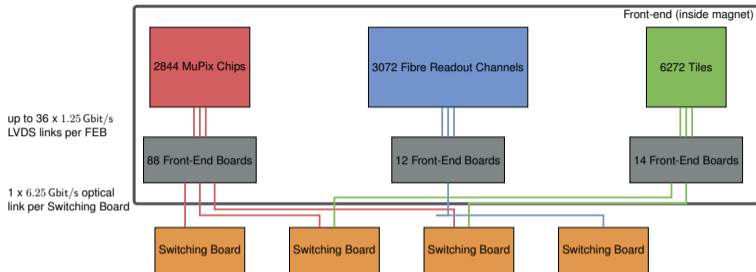 Front-end (inside magnet)
2844 MuPix Chips
3072 Fibre Readout Channels
6272 Tiles
up to 36 x 1.25 Gbit/s
LVDS links per FEB
88 Front-End Boards
12 Front-End Boards
14 Front-End Boards
1 x 6.25 Gbit/s optical
link per Switching Board
Switching Board
Switching Board
Switching Board
Switching Board